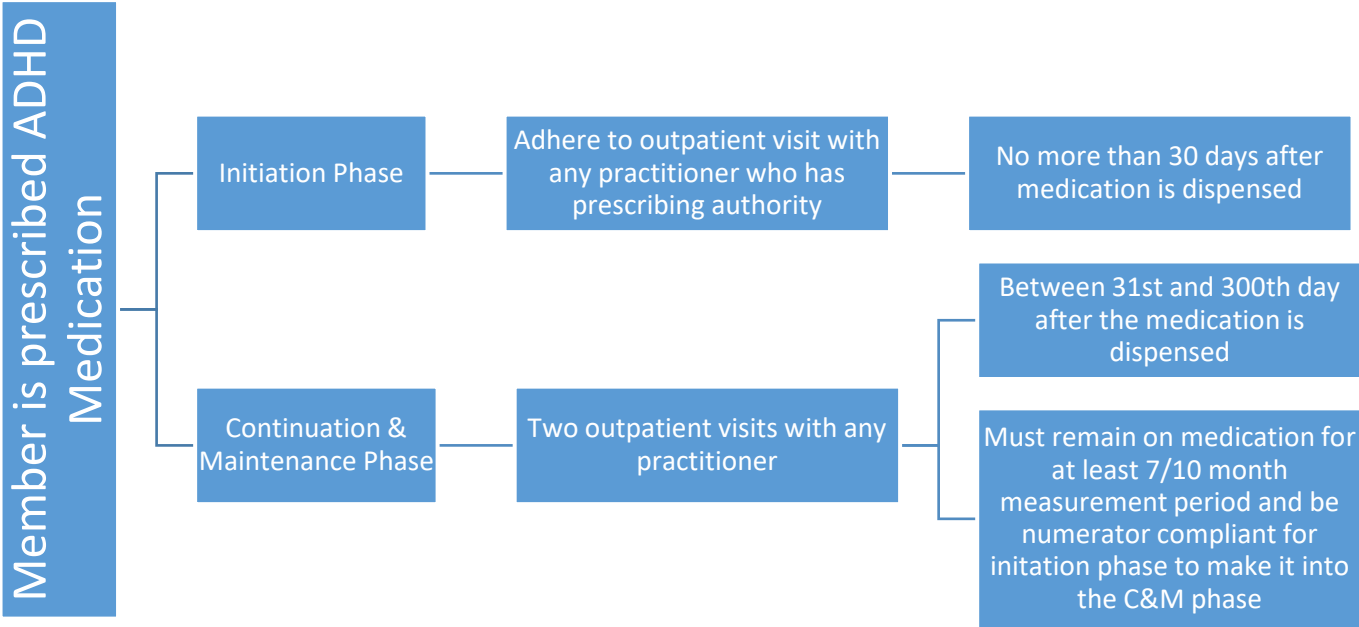 Member is prescribed ADHD
Medication
Initiation Phase
Adhere to outpatient visit with
any practitioner who has
prescribing authority
No more than 30 days after
medication is dispensed
Continuation &
Maintenance Phase
Two outpatient visits with any
practitioner
Between 31st and 300th day
after the medication is
dispensed
Must remain on medication for
at least 7/10 month
measurement period and be
numerator compliant for
initation phase to make it into
the C&M phase